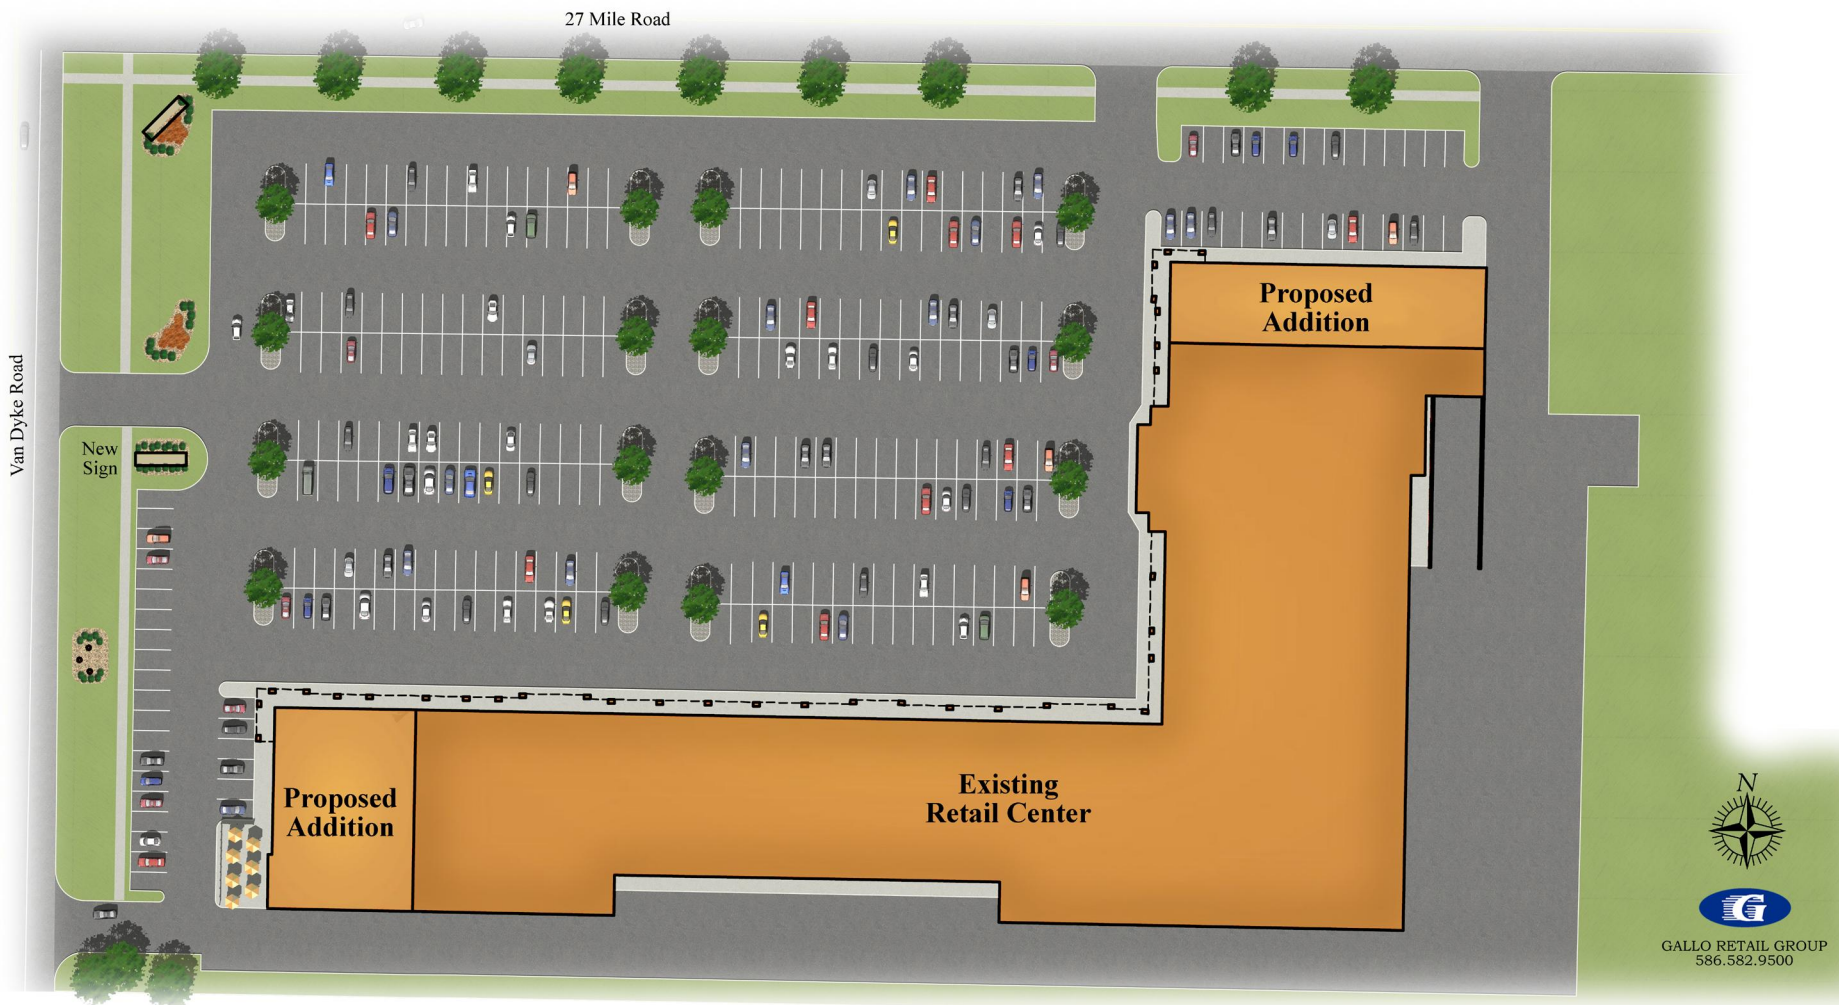 27 Mile Road
Van Dyke Road
New
Sign
Proposed
Addition
Proposed
Addition
Existing
Retail Center
N
G
GALLO RETAIL GROUP
586.582.9500